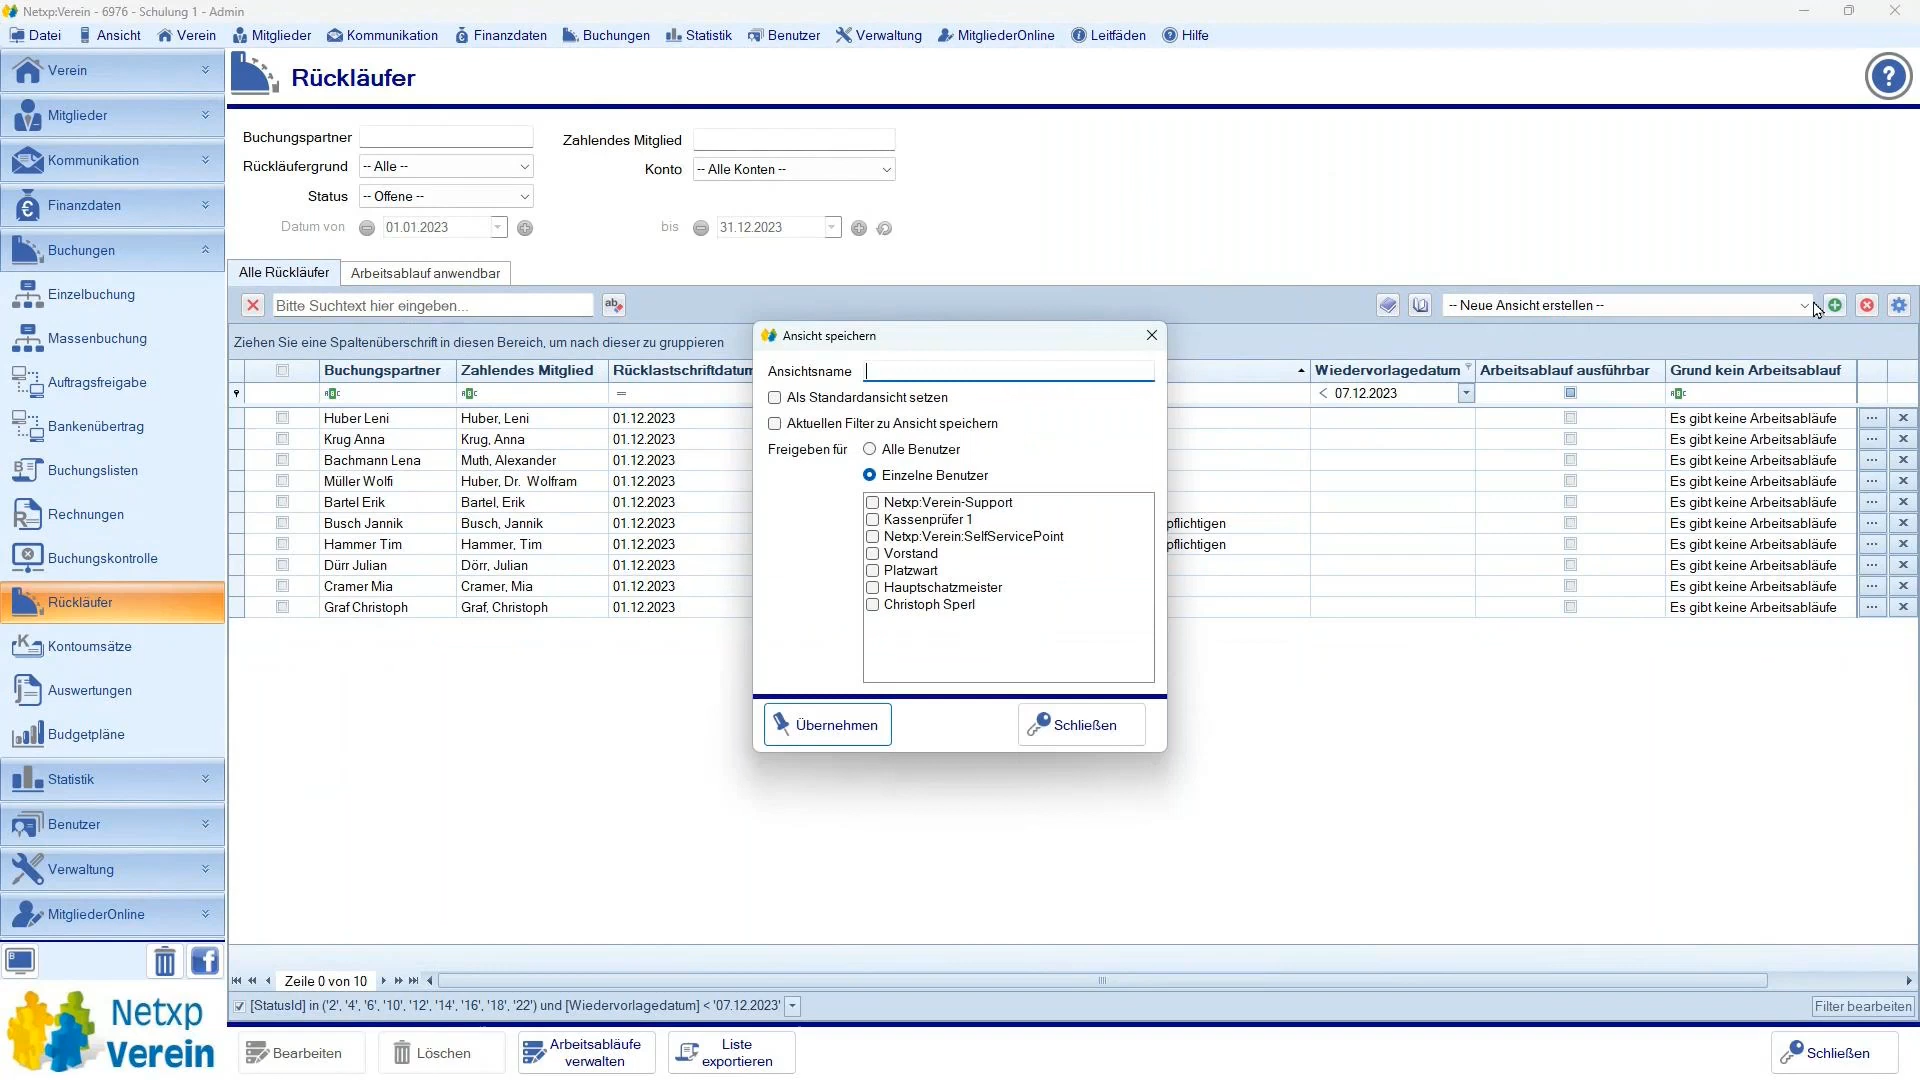 Netxp:Verein - 6976 - Schulung 1 - Admin
Datei Ansicht Verein Mitglieder Kommunikation Finanzdaten Buchungen Statistik Benutzer Verwaltung MitgliederOnline Leitfäden Hilfe
Verein
Mitglieder
Kommunikation
Finanzdaten
Buchungen
Einzelbuchung
Massenbuchung
Auftragsfreigabe
Bankenübertrag
Buchungslisten
Rechnungen
Buchungskontrolle
Rückläufer
Kontoumsätze
Auswertungen
Budgetpläne
Statistik
Benutzer
Verwaltung
MitgliederOnline
Netxp
Verein
Rückläufer
Buchungspartner
Zahlendes Mitglied
Rückläufergrund -- Alle --
Konto -- Alle Konten --
Status -- Offene --
Datum von 01.01.2023 bis 31.12.2023
Alle Rückläufer Arbeitsablauf anwendbar
Bitte Suchtext hier eingeben... ab -- Neue Ansicht erstellen --
Ziehen Sie eine Spaltenüberschrift in diesen Bereich, um nach dieser zu gruppieren
Buchungspartner Zahlendes Mitglied Rücklastschriftdatum Wiedervorlagedatum Arbeitsablauf ausführbar Grund kein Arbeitsablauf
= < 07.12.2023
Huber Leni Huber, Leni 01.12.2023 Es gibt keine Arbeitsabläufe
Krug Anna Krug, Anna 01.12.2023 Es gibt keine Arbeitsabläufe
Bachmann Lena Muth, Alexander 01.12.2023 Es gibt keine Arbeitsabläufe
Müller Wolfi Huber, Dr. Wolfram 01.12.2023 Es gibt keine Arbeitsabläufe
Bartel Erik Bartel, Erik 01.12.2023 Es gibt keine Arbeitsabläufe
Busch Jannik Busch, Jannik 01.12.2023 pflichtigen Es gibt keine Arbeitsabläufe
Hammer Tim Hammer, Tim 01.12.2023 pflichtigen Es gibt keine Arbeitsabläufe
Dürr Julian Dörr, Julian 01.12.2023 Es gibt keine Arbeitsabläufe
Cramer Mia Cramer, Mia 01.12.2023 Es gibt keine Arbeitsabläufe
Graf Christoph Graf, Christoph 01.12.2023 Es gibt keine Arbeitsabläufe
Ansicht speichern
Ansichtsname
Als Standardansicht setzen
Aktuellen Filter zu Ansicht speichern
Freigeben für Alle Benutzer
Einzelne Benutzer
Netxp:Verein-Support
Kassenprüfer 1
Netxp:Verein:SelfServicePoint
Vorstand
Platzwart
Hauptschatzmeister
Christoph Sperl
Übernehmen Schließen
Zeile 0 von 10
[StatusId] in ('2', '4', '6', '10', '12', '14', '16', '18', '22') und [Wiedervorlagedatum] < '07.12.2023' Filter bearbeiten
Bearbeiten Löschen Arbeitsabläufe verwalten Liste exportieren Schließen